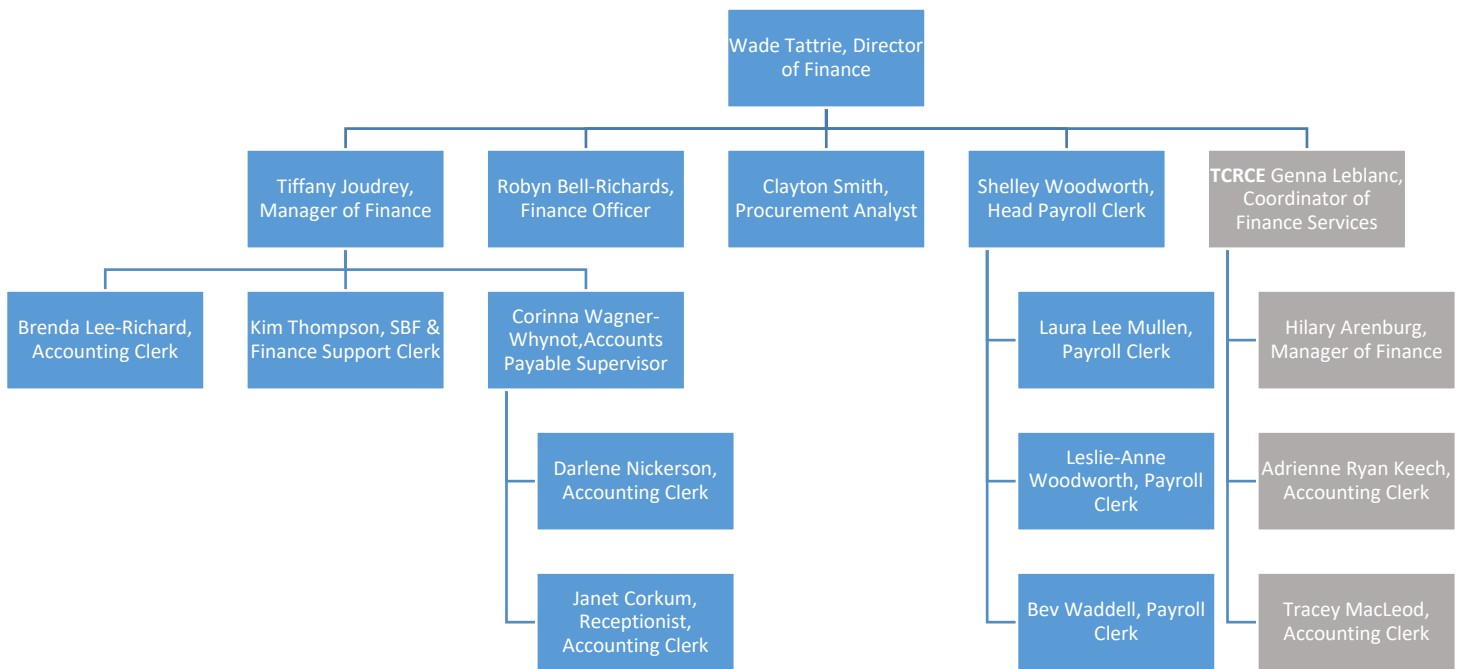 Wade Tattrie, Director
of Finance
Tiffany Joudrey,
Manager of Finance
Robyn Bell-Richards,
Finance Officer
Clayton Smith,
Procurement Analyst
Shelley Woodworth,
Head Payroll Clerk
TCRCE Genna Leblanc,
Coordinator of
Finance Services
Brenda Lee-Richard,
Accounting Clerk
Kim Thompson, SBF &
Finance Support Clerk
Corinna Wagner-
Whynot,Accounts
Payable Supervisor
Laura Lee Mullen,
Payroll Clerk
Hilary Arenburg,
Manager of Finance
Darlene Nickerson,
Accounting Clerk
Leslie-Anne
Woodworth, Payroll
Clerk
Adrienne Ryan Keech,
Accounting Clerk
Janet Corkum,
Receptionist,
Accounting Clerk
Bev Waddell, Payroll
Clerk
Tracey MacLeod,
Accounting Clerk